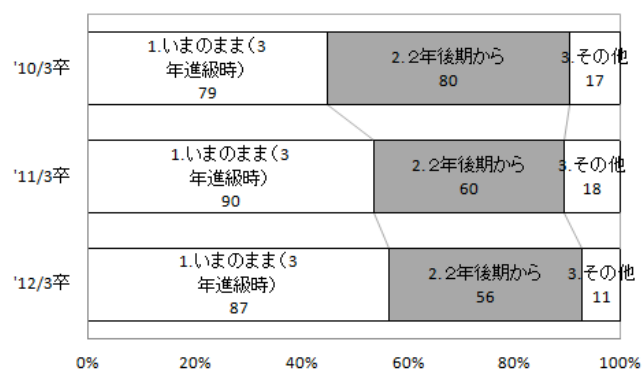 '10/3卒
1.いまのまま(3
年進級時)
79
2.2年後期から
80
3.その他
17
'11/3卒
1.いまのまま(3
年進級時)
90
2.2年後期から
60
3.その他
18
'12/3卒
1.いまのまま(3
年進級時)
87
2.2年後期から
56
3.その他
11
0% 20% 40% 60% 80% 100%